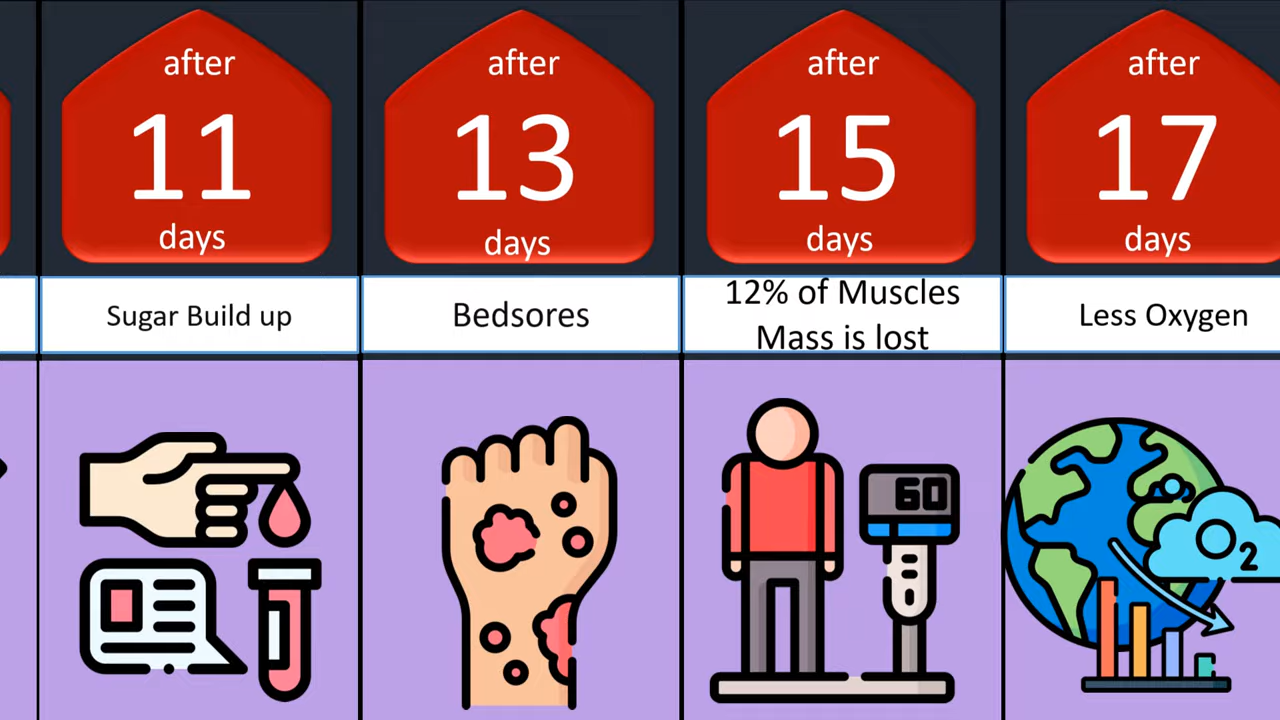 after
11
days
Sugar Build up
after
13
days
Bedsores
after
15
days
12% of Muscles
Mass is lost
60
after
17
days
Less Oxygen
O2